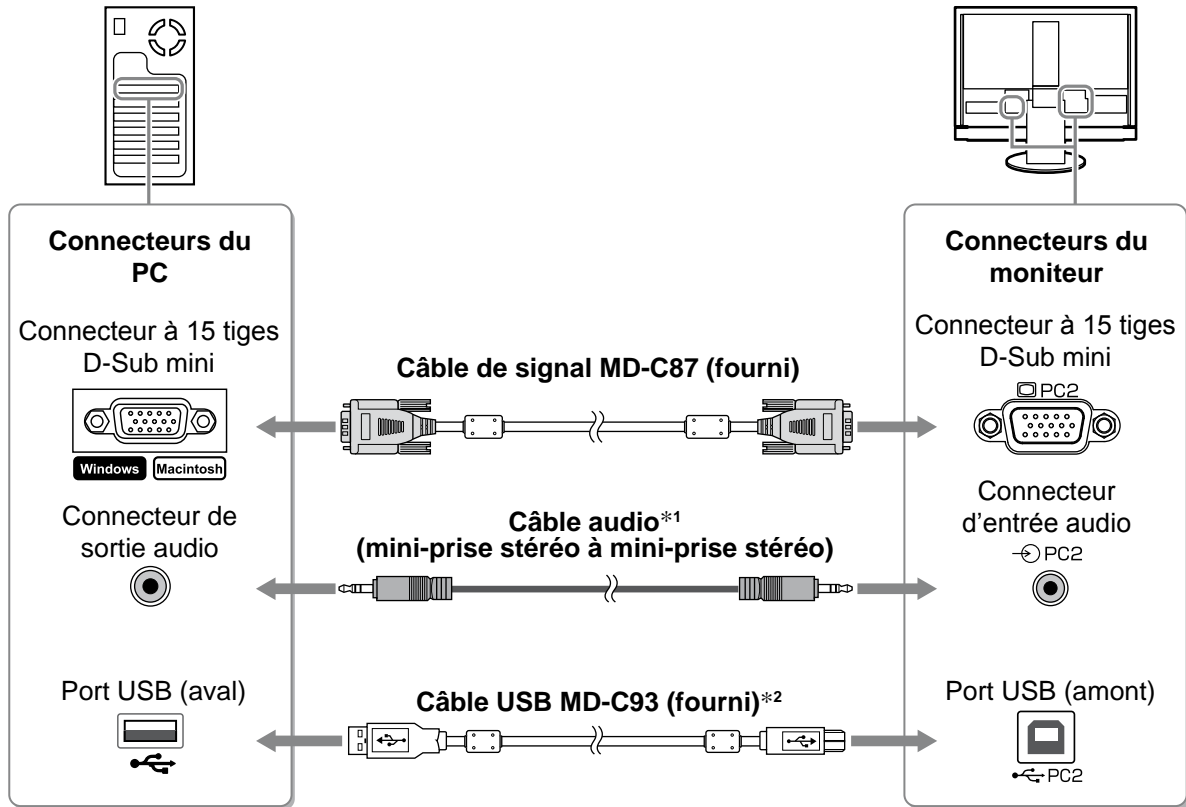 Connecteurs du
PC
Connecteur à 15 tiges
D-Sub mini
Windows Macintosh
Connecteur de
sortie audio
Port USB (aval)
Câble de signal MD-C87 (fourni)
Câble audio*1
(mini-prise stéréo à mini-prise stéréo)
Câble USB MD-C93 (fourni)*2
Connecteurs du
moniteur
Connecteur à 15 tiges
D-Sub mini
PC2
Connecteur
d’entrée audio
PC2
Port USB (amont)
PC2